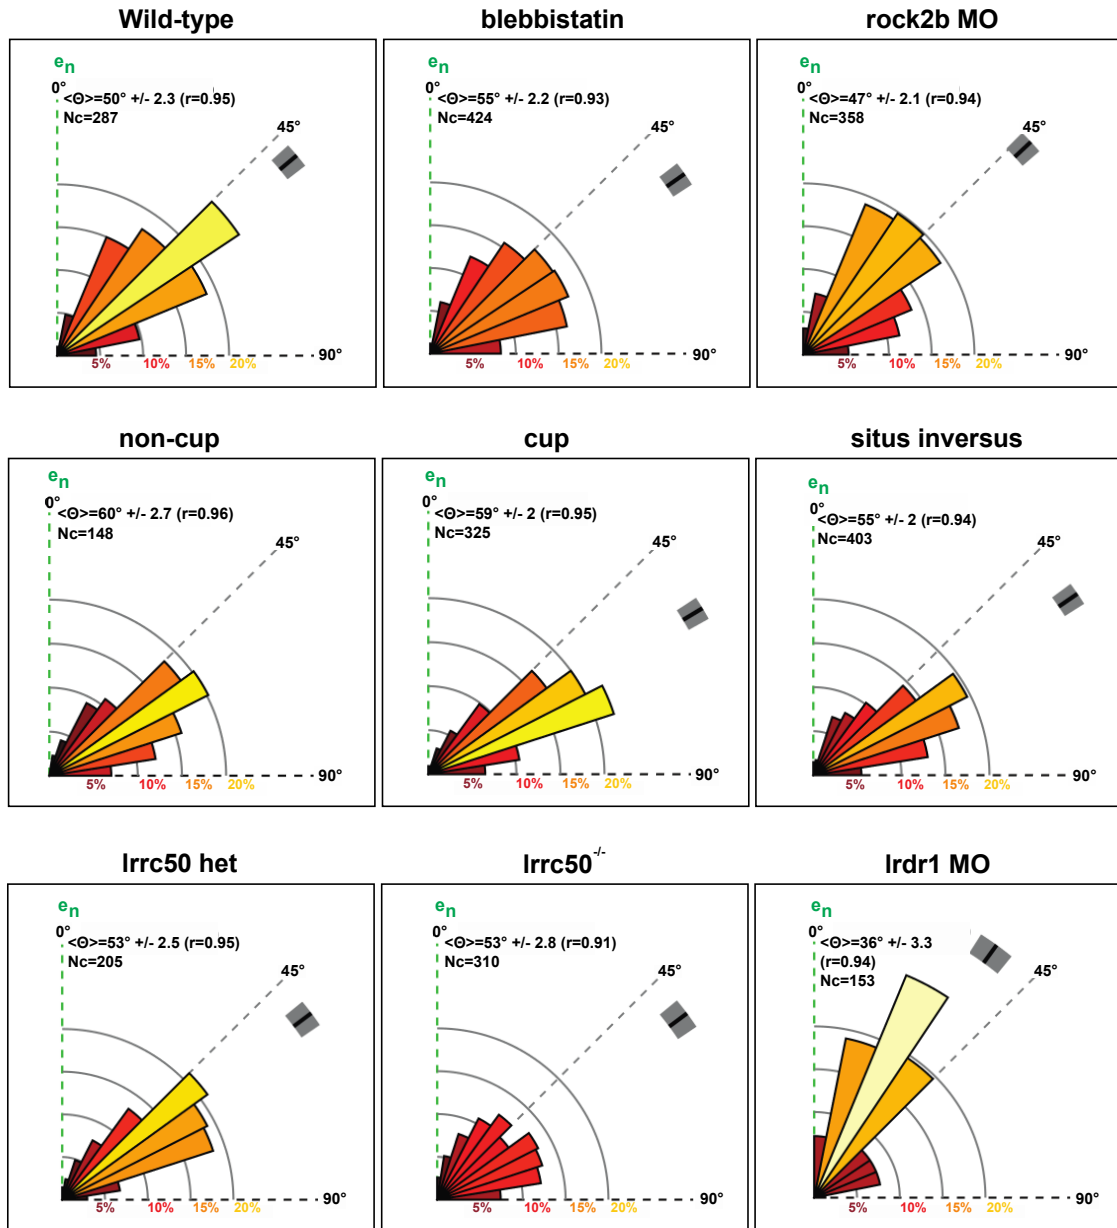 Wild-type
blebbistatin
rock2b MO
en
0°
<Θ>=50° +/- 2.3 (r=0.95)
Nc=287
45°
90°
5%
10%
15%
20%
en
0°
<Θ>=55° +/- 2.2 (r=0.93)
Nc=424
45°
90°
5%
10%
15%
20%
en
0°
<Θ>=47° +/- 2.1 (r=0.94)
Nc=358
45°
90°
5%
10%
15%
20%
non-cup
cup
situs inversus
en
0°
<Θ>=60° +/- 2.7 (r=0.96)
Nc=148
45°
90°
5%
10%
15%
20%
en
0°
<Θ>=59° +/- 2 (r=0.95)
Nc=325
45°
90°
5%
10%
15%
20%
en
0°
<Θ>=55° +/- 2 (r=0.94)
Nc=403
45°
90°
5%
10%
15%
20%
lrrc50 het
lrrc50-/-
lrdr1 MO
en
0°
<Θ>=53° +/- 2.5 (r=0.95)
Nc=205
45°
90°
5%
10%
15%
20%
en
0°
<Θ>=53° +/- 2.8 (r=0.91)
Nc=310
45°
90°
5%
10%
15%
20%
en
0°
<Θ>=36° +/- 3.3
(r=0.94)
Nc=153
45°
90°
5%
10%
15%
20%